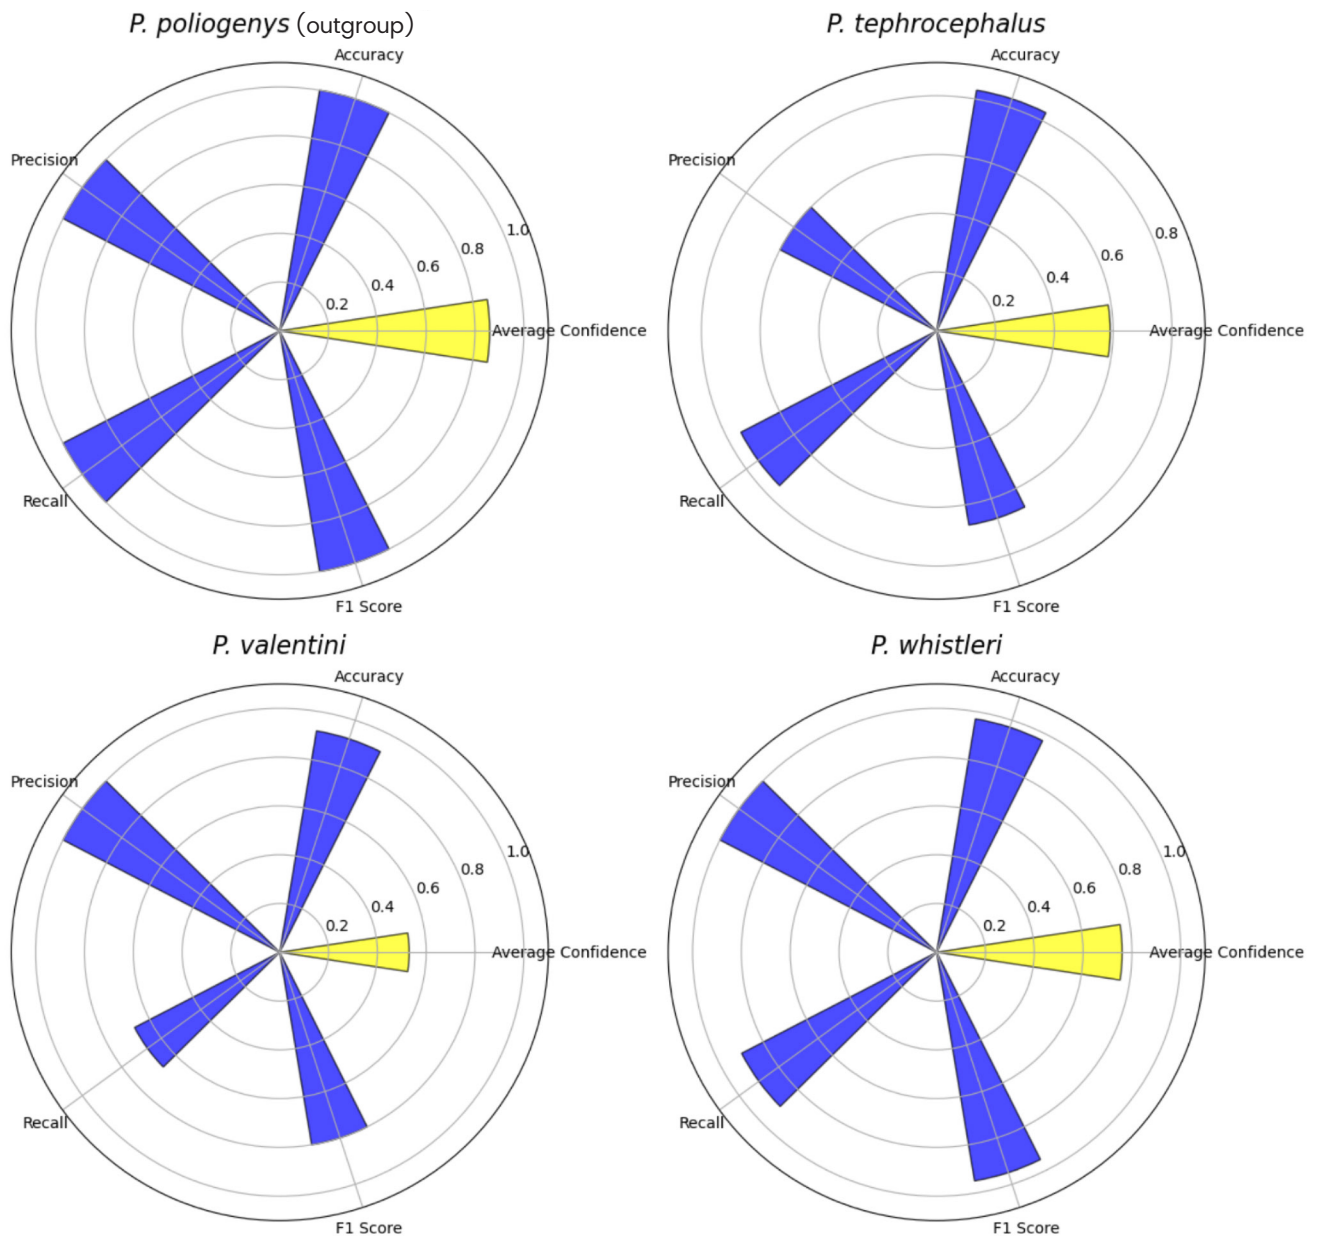 P. poliogenys (outgroup)
Accuracy
Precision
1.0
0.8
0.6
0.4
0.2
Average Confidence
Recall
F1 Score
P. tephrocephalus
Accuracy
Precision
0.8
0.6
0.4
0.2
Average Confidence
Recall
F1 Score
P. valentini
Accuracy
Precision
1.0
0.8
0.6
0.4
0.2
Average Confidence
Recall
F1 Score
P. whistleri
Accuracy
Precision
1.0
0.8
0.6
0.4
0.2
Average Confidence
Recall
F1 Score